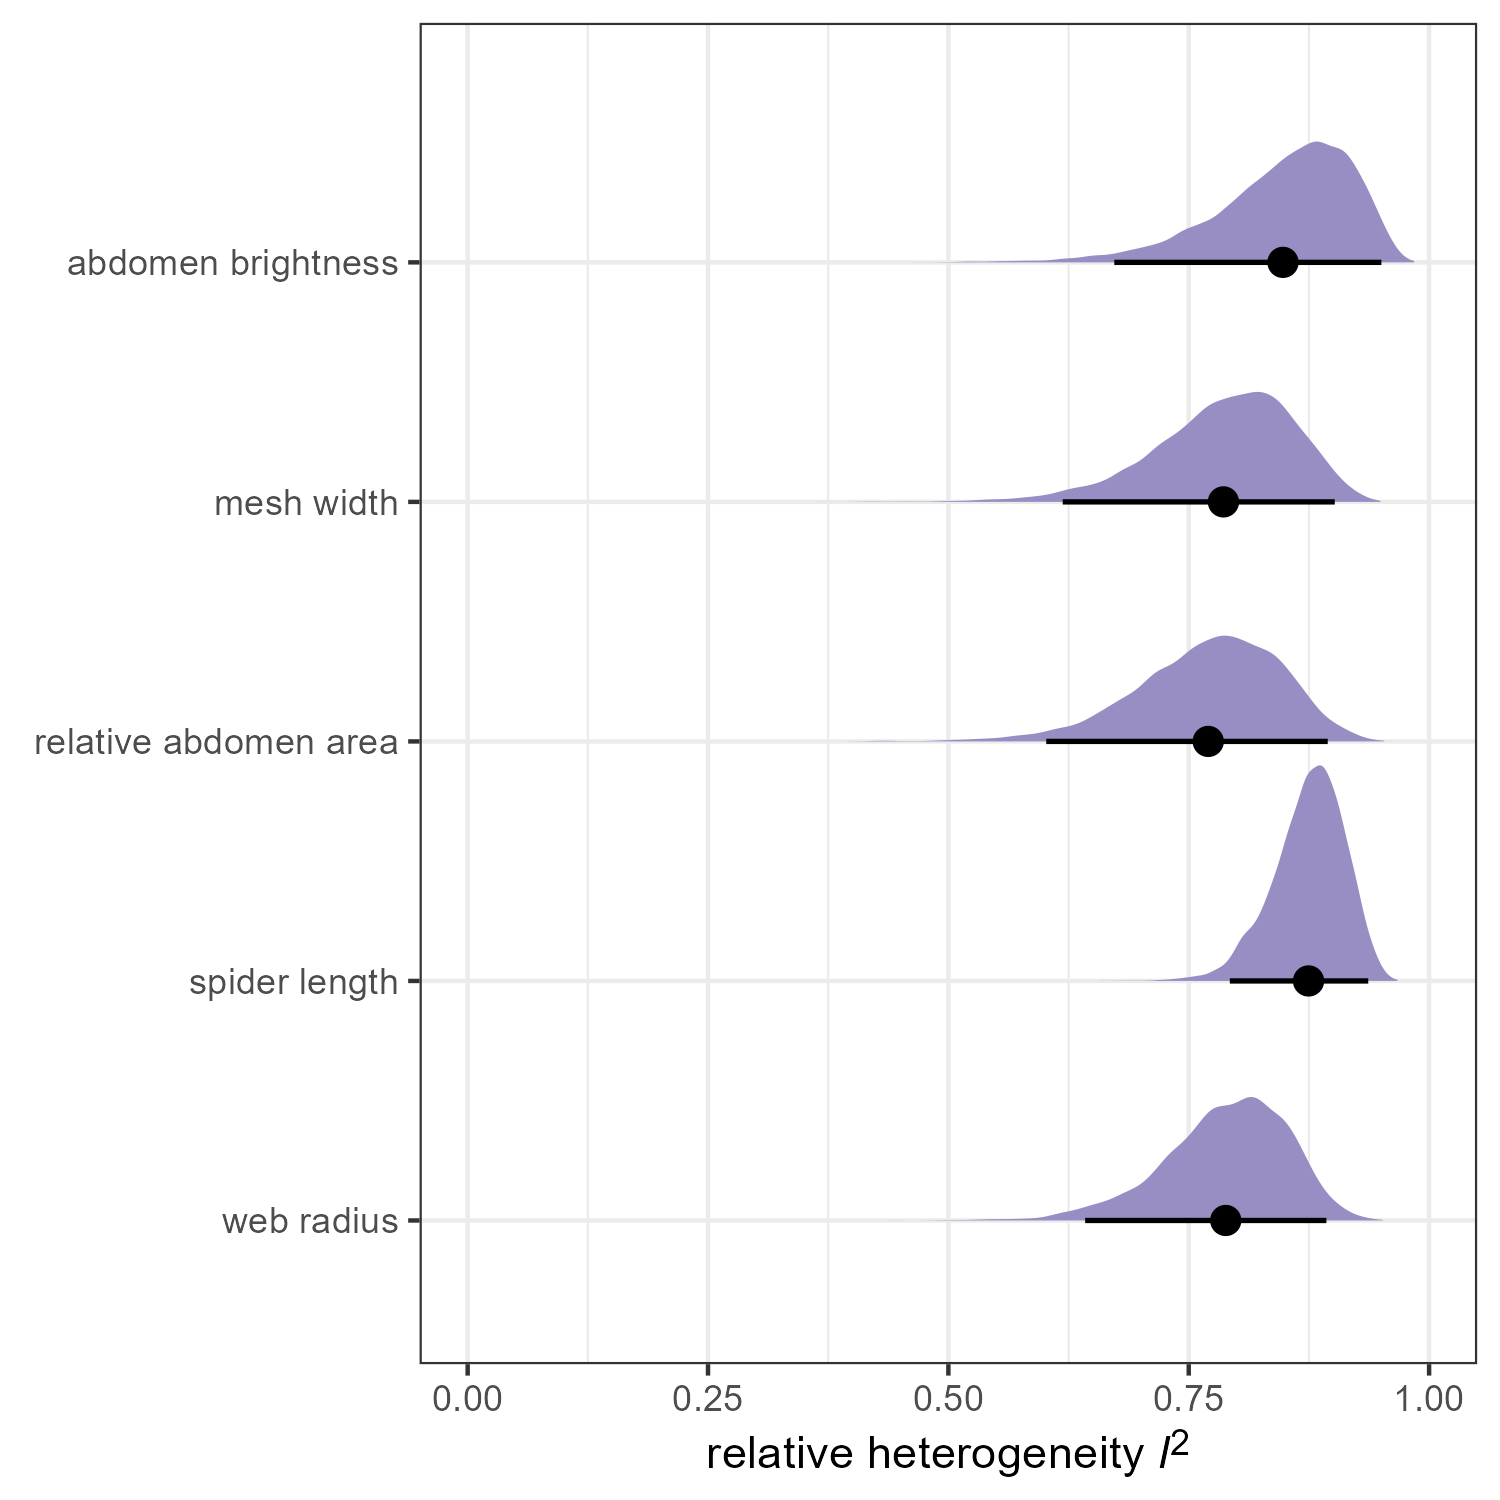 abdomen brightness
mesh width
relative abdomen area
spider length
web radius
0.00 0.25 0.50 0.75 1.00
relative heterogeneity I²